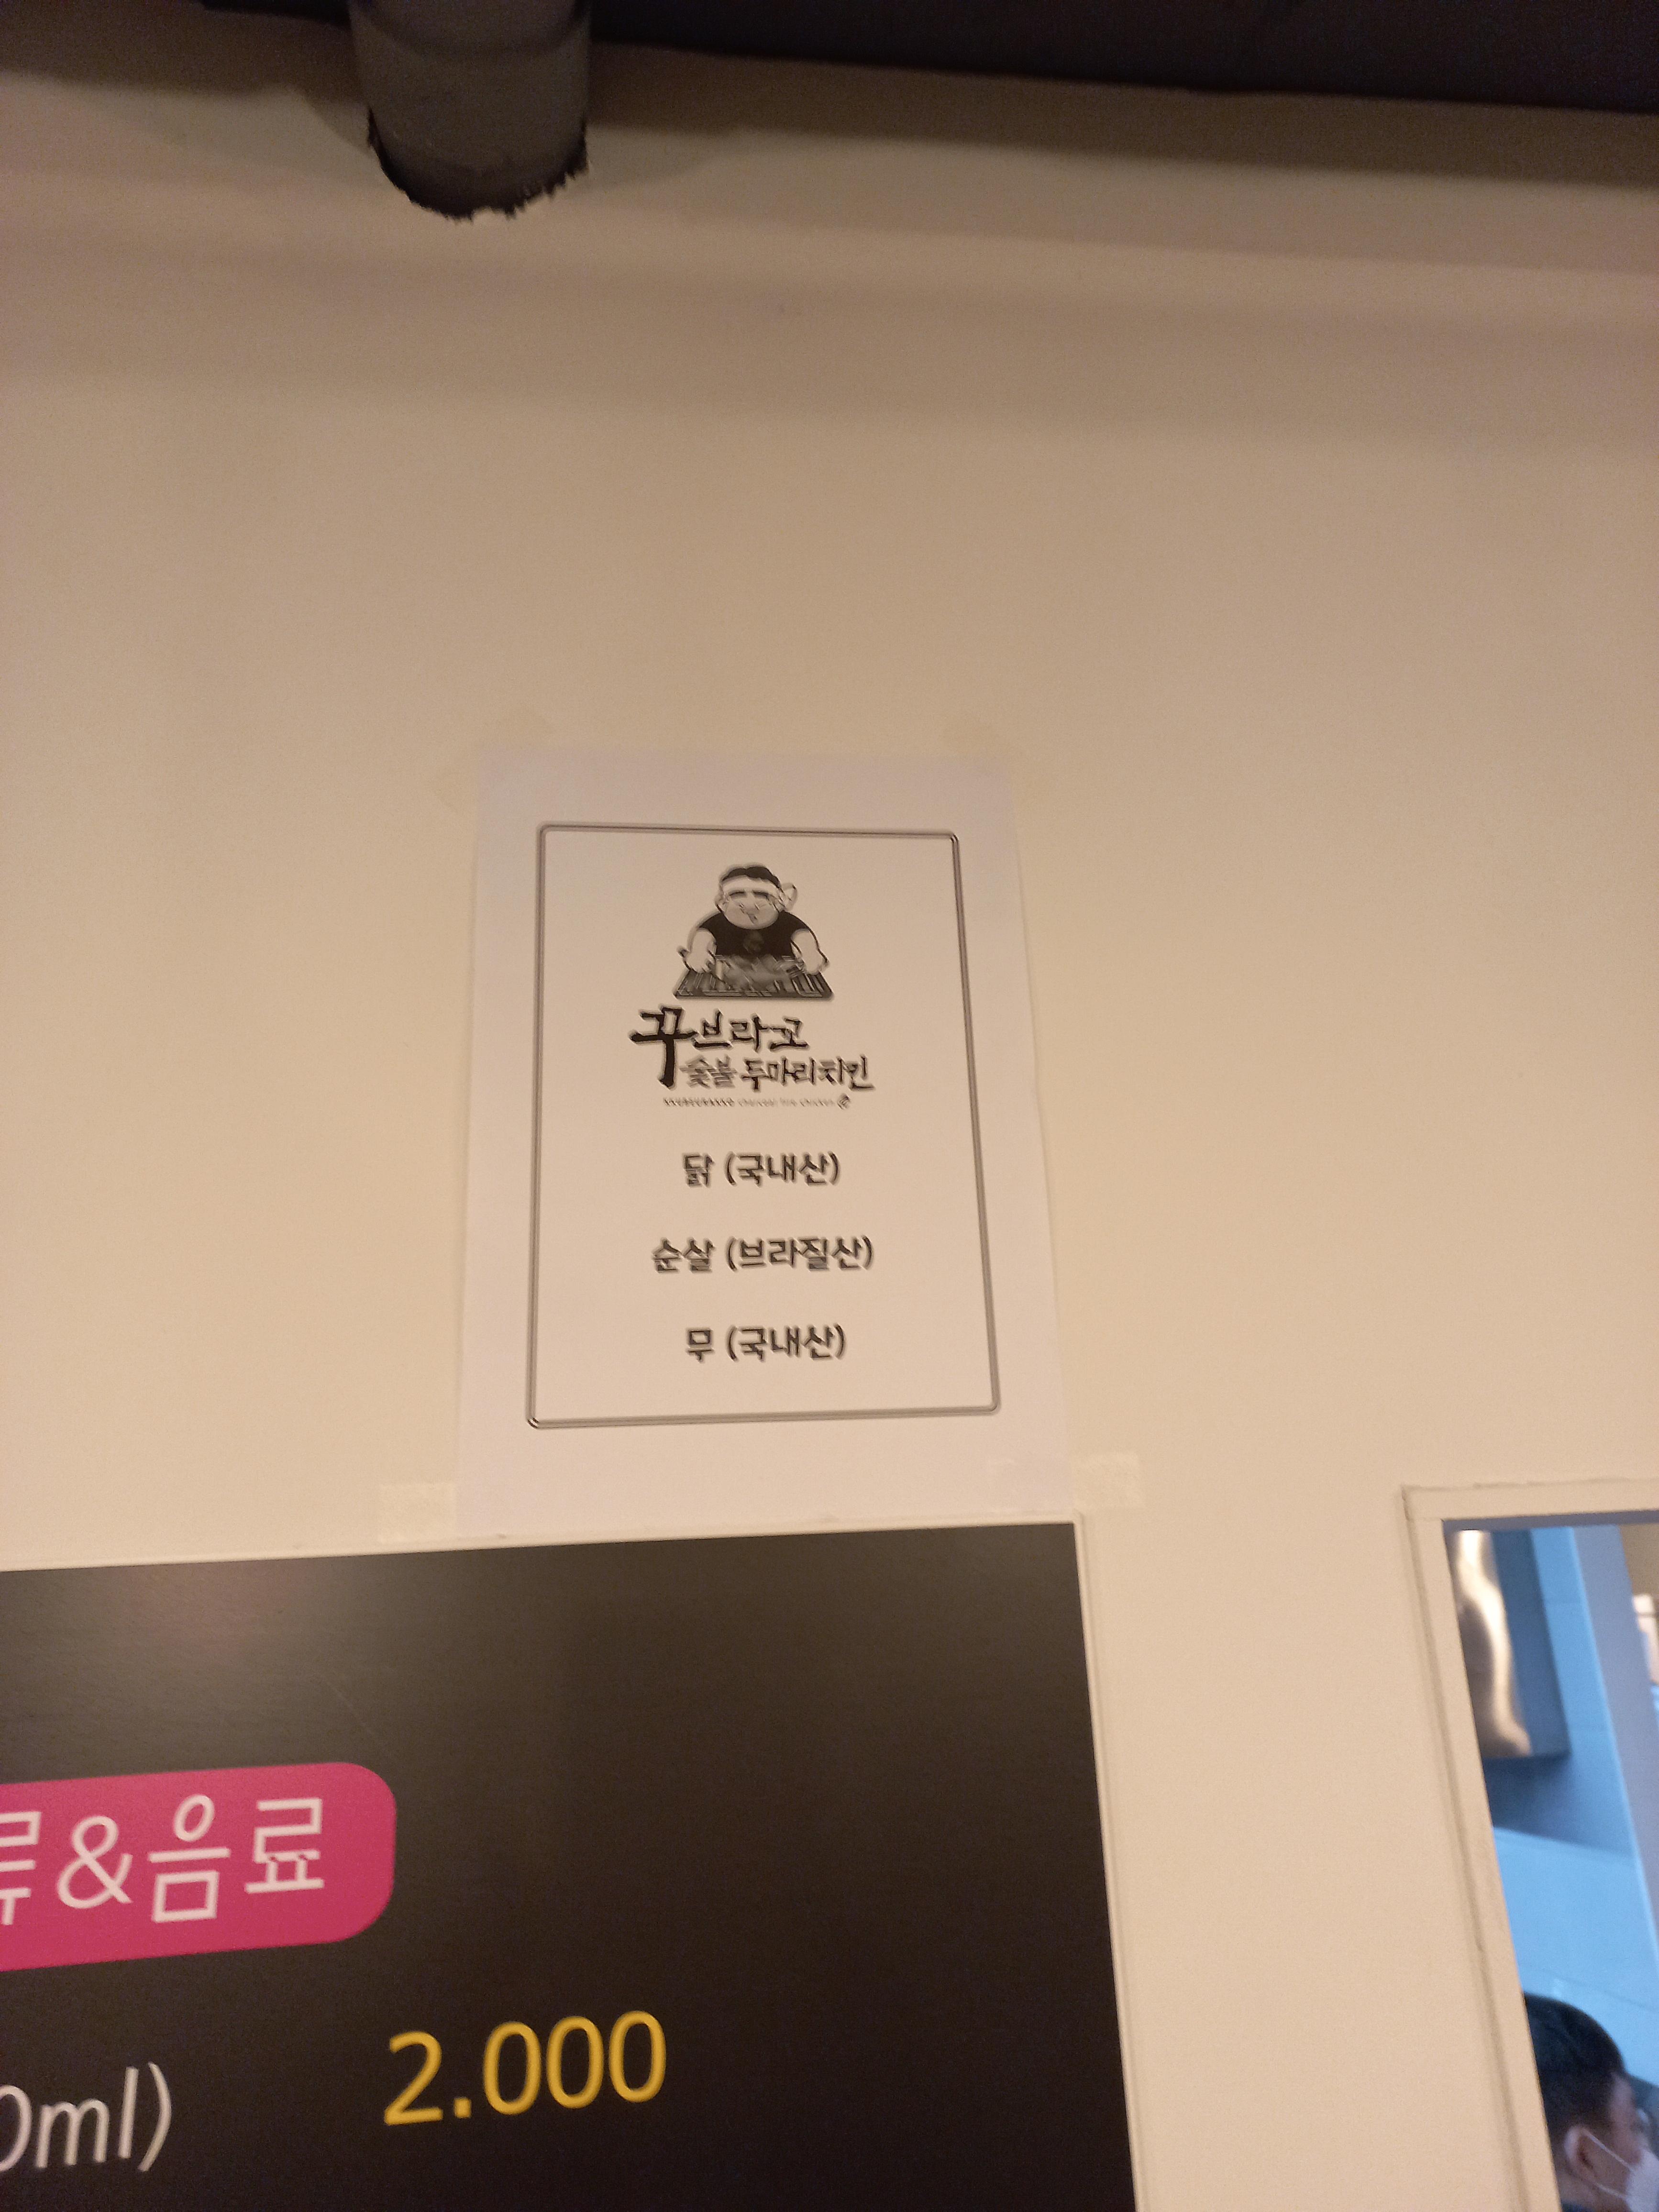 꾸브라꼬
숯불 두마리치킨
닭 (국내산)
순살 (브라질산)
무 (국내산)
류&음료
0ml) 2.000